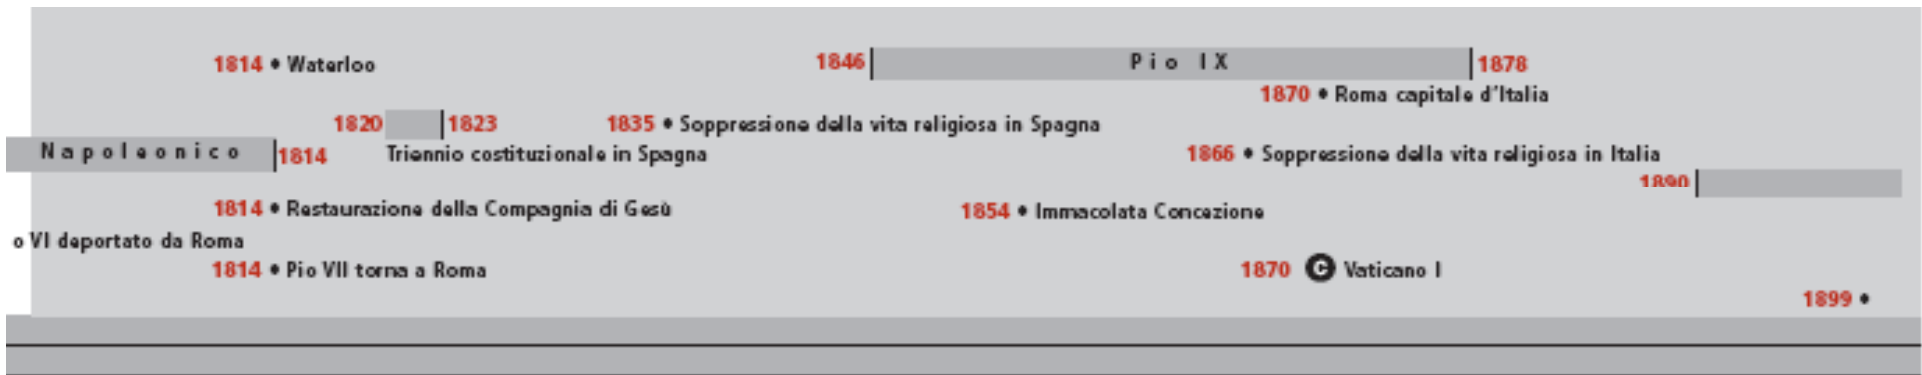 1814 • Waterloo
1846 Pio IX 1878
1870 • Roma capitale d'Italia
1820 1823
1835 • Soppressione della vita religiosa in Spagna
Napoleonico 1814
Triennio costituzionale in Spagna
1866 • Soppressione della vita religiosa in Italia
1890
1814 • Restaurazione della Compagnia di Gesù
1854 • Immacolata Concezione
o VI deportato da Roma
1814 • Pio VII torna a Roma
1870 C Vaticano I
1899 •